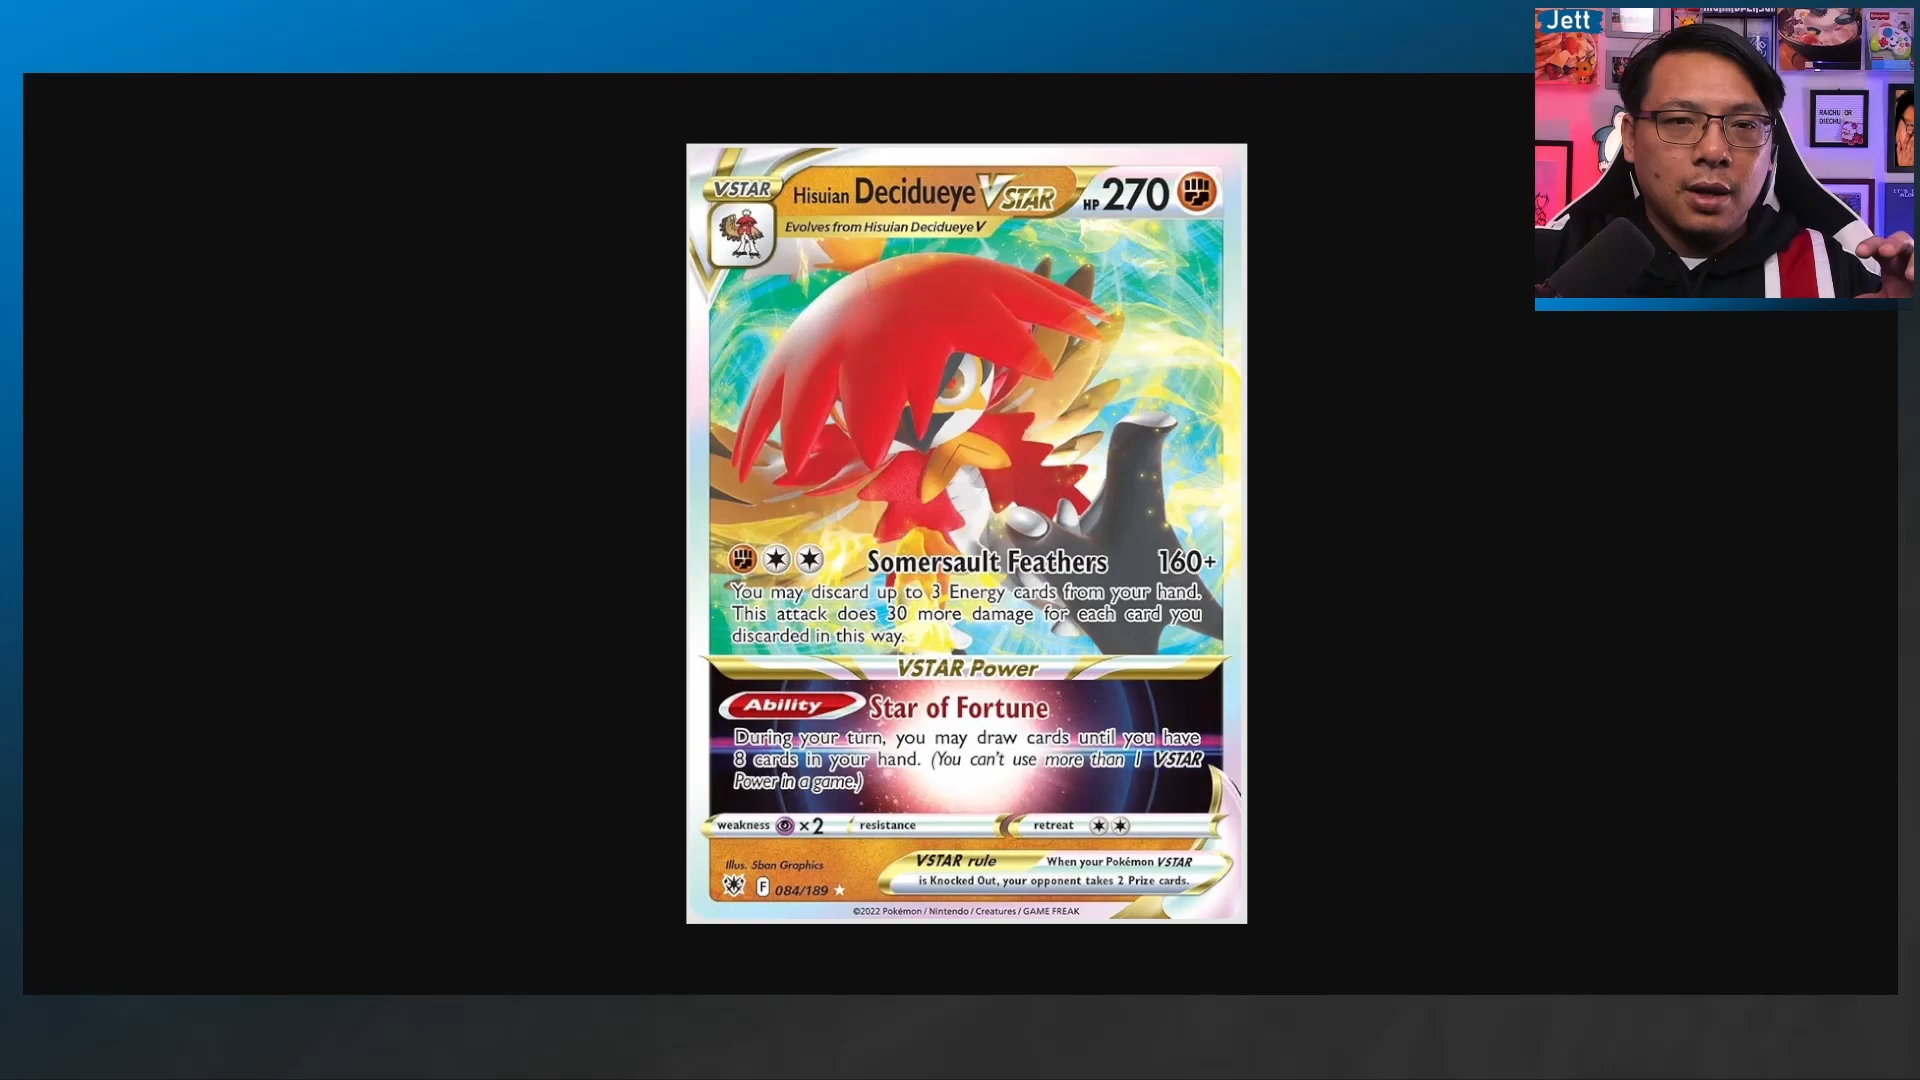 Jett
RAICHU OR
DIECHU
VSTAR
Hisuian Decidueye VSTAR HP 270
Evolves from Hisuian Decidueye V
Somersault Feathers 160+
You may discard up to 3 Energy cards from your hand.
This attack does 30 more damage for each card you
discarded in this way.
VSTAR Power
Ability Star of Fortune
During your turn, you may draw cards until you have
8 cards in your hand. (You can't use more than 1 VSTAR
Power in a game.)
weakness ×2 resistance retreat
Illus. 5ban Graphics
VSTAR rule When your Pokémon VSTAR
is Knocked Out, your opponent takes 2 Prize cards.
F 084/189
©2022 Pokémon / Nintendo / Creatures / GAME FREAK